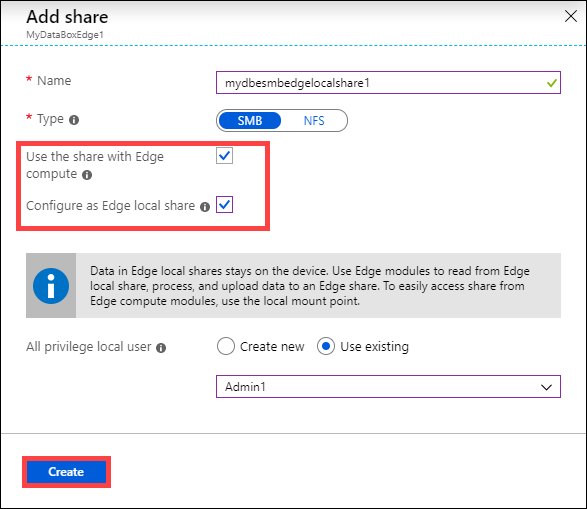 Add share
MyDataBoxEdge1
* Name
mydbesmbedgelocalshare1
* Type
SMB
NFS
Use the share with Edge
compute
Configure as Edge local share
Data in Edge local shares stays on the device. Use Edge modules to read from Edge
local share, process, and upload data to an Edge share. To easily access share from
Edge compute modules, use the local mount point.
All privilege local user
Create new
Use existing
Admin1
Create